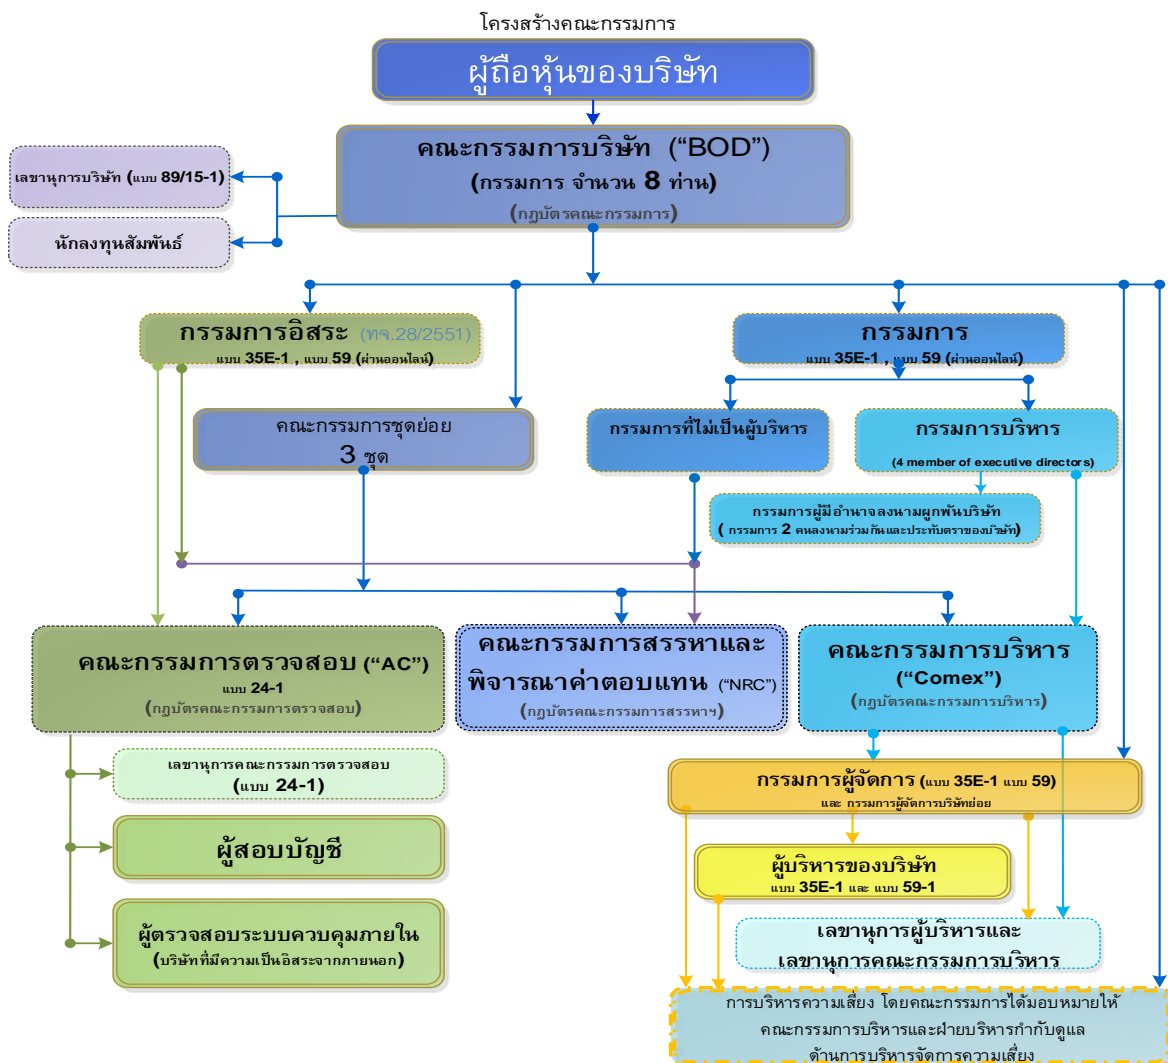 โครงสร้างคณะกรรมการ
ผู้ถือหุ้นของบริษัท
คณะกรรมการบริษัท (“BOD”)
(กรรมการ จำนวน 8 ท่าน)
(กฎบัตรคณะกรรมการ)
เลขานุการบริษัท (แบบ 89/15-1)
นักลงทุนสัมพันธ์
กรรมการอิสระ (ทจ.28/2551)
แบบ 35E-1 , แบบ 59 (ผ่านออนไลน์)
กรรมการ
แบบ 35E-1 , แบบ 59 (ผ่านออนไลน์)
คณะกรรมการชุดย่อย
3 ชุด
กรรมการที่ไม่เป็นผู้บริหาร
กรรมการบริหาร
(4 member of executive directors)
กรรมการผู้มีอำนาจลงนามผูกพันบริษัท
( กรรมการ 2 คนลงนามร่วมกันและประทับตราของบริษัท)
คณะกรรมการตรวจสอบ (“AC”)
แบบ 24-1
(กฎบัตรคณะกรรมการตรวจสอบ)
คณะกรรมการสรรหาและ
พิจารณาค่าตอบแทน (“NRC”)
(กฎบัตรคณะกรรมการสรรหาฯ)
คณะกรรมการบริหาร
(“Comex”)
(กฎบัตรคณะกรรมการบริหาร)
เลขานุการคณะกรรมการตรวจสอบ
(แบบ 24-1)
ผู้สอบบัญชี
ผู้ตรวจสอบระบบควบคุมภายใน
(บริษัทที่มีความเป็นอิสระจากภายนอก)
กรรมการผู้จัดการ (แบบ 35E-1 แบบ 59)
และ กรรมการผู้จัดการบริษัทย่อย
ผู้บริหารของบริษัท
แบบ 35E-1 และ แบบ 59-1
เลขานุการผู้บริหารและ
เลขานุการคณะกรรมการบริหาร
การบริหารความเสี่ยง โดยคณะกรรมการได้มอบหมายให้
คณะกรรมการบริหารและฝ่ายบริหารกำกับดูแล
ด้านการบริหารจัดการความเสี่ยง